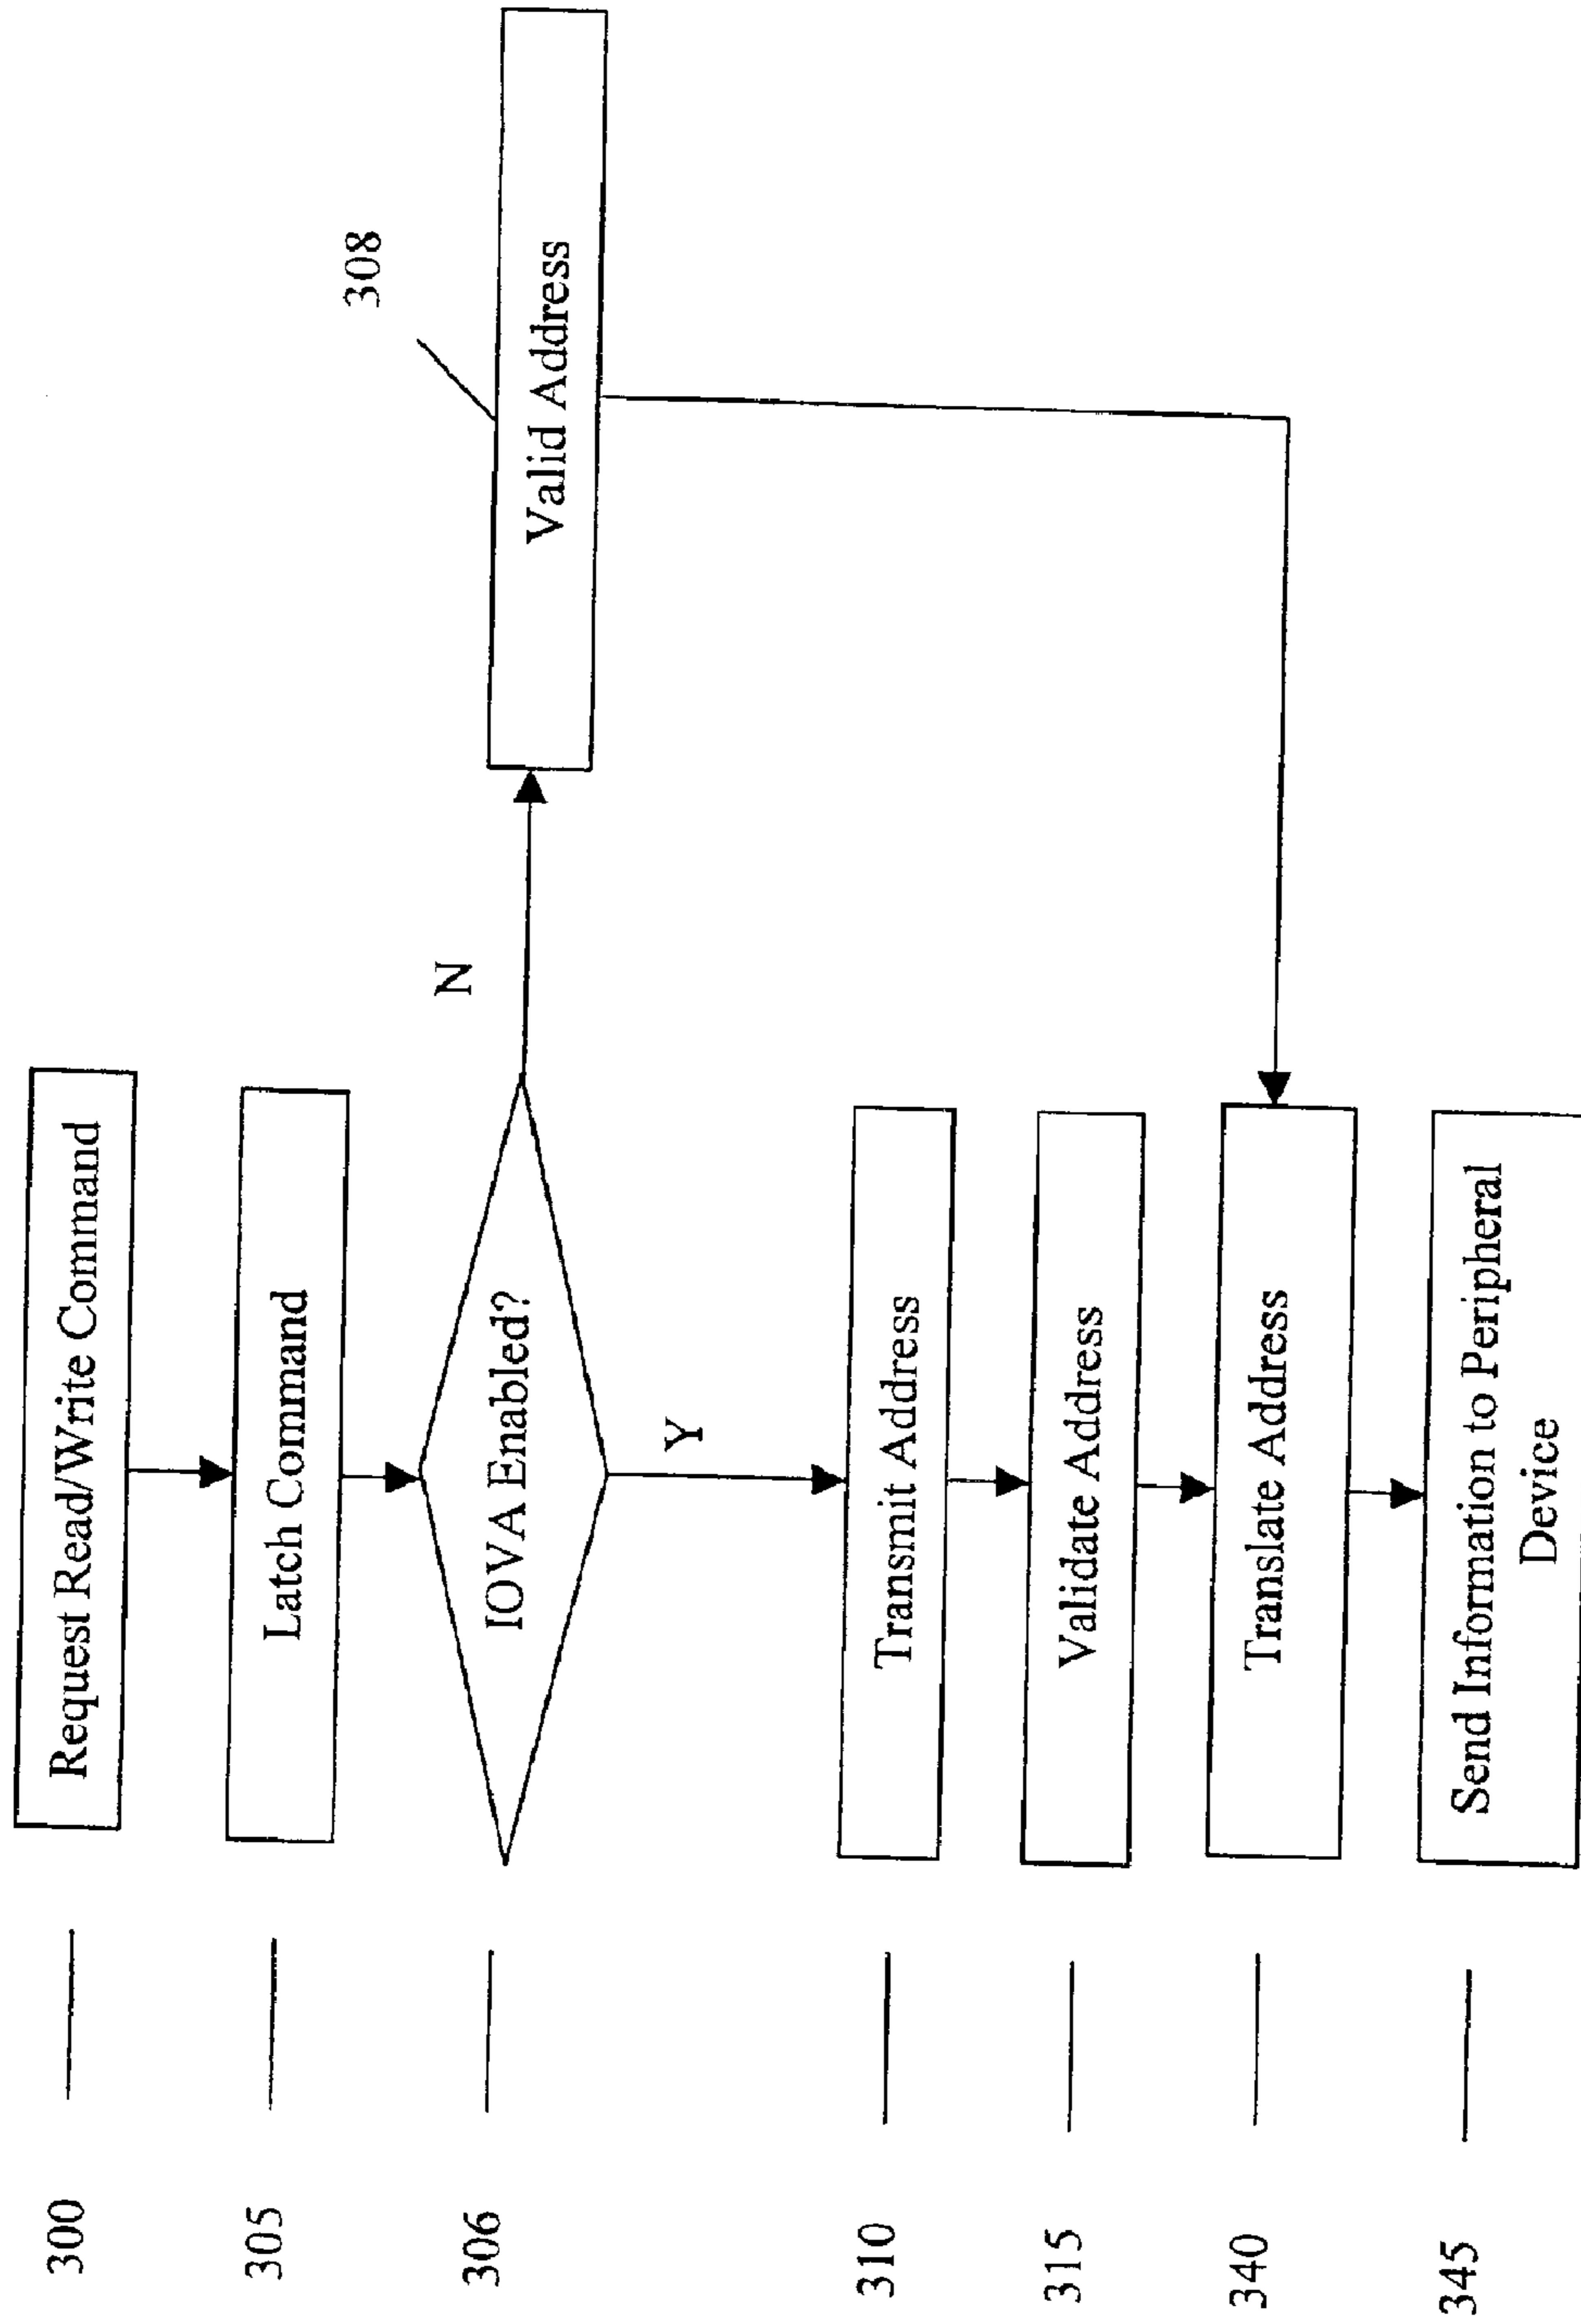 300
Request Read/Write Command
305
Latch Command
306
IOVA Enabled?
N
308
Valid Address
Y
310
Transmit Address
315
Validate Address
340
Translate Address
345
Send Information to Peripheral
Device